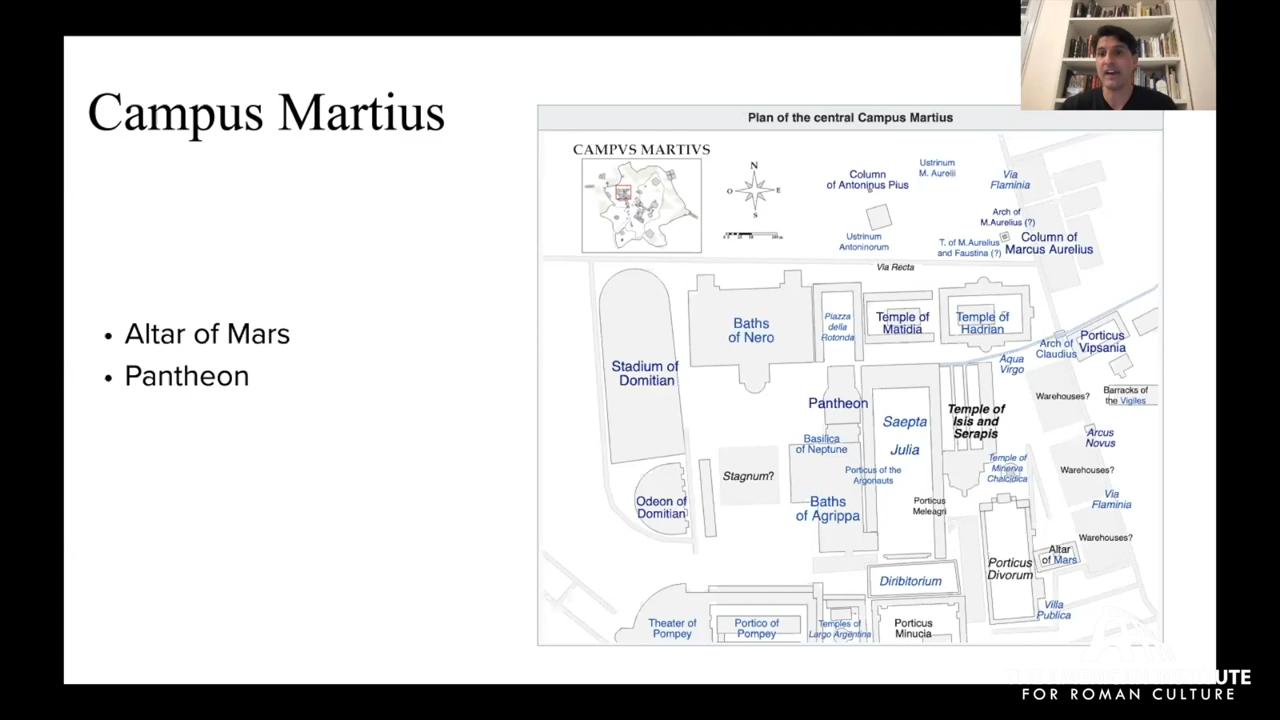 Campus Martius
• Altar of Mars
• Pantheon
Plan of the central Campus Martius
CAMPVS MARTIVS
N
O
E
S
Column
of Antoninus Pius
Ustrinum
M. Aurelii
Via
Flaminia
Arch of
M.Aurelius (?)
Ustrinum
Antoninorum
T. of M.Aurelius
and Faustina (?)
Column of
Marcus Aurelius
Via Recta
Baths
of Nero
Piazza
della
Rotonda
Temple of
Matidia
Temple of
Hadrian
Stadium of
Domitian
Aqua
Virgo
Arch of
Claudius
Porticus
Vipsania
Pantheon
Saepta
Julia
Temple of
Isis and
Serapis
Warehouses?
Barracks of
the Vigiles
Basilica
of Neptune
Arcus
Novus
Stagnum?
Porticus of the
Argonauts
Temple of
Minerva
Chalcidica
Warehouses?
Odeon of
Domitian
Baths
of Agrippa
Porticus
Meleagri
Via
Flaminia
Warehouses?
Porticus
Divorum
Altar
of Mars
Diribitorium
Villa
Publica
Theater of
Pompey
Portico of
Pompey
Temples of
Largo Argentina
Porticus
Minucia
UTE
FOR ROMAN CULTURE